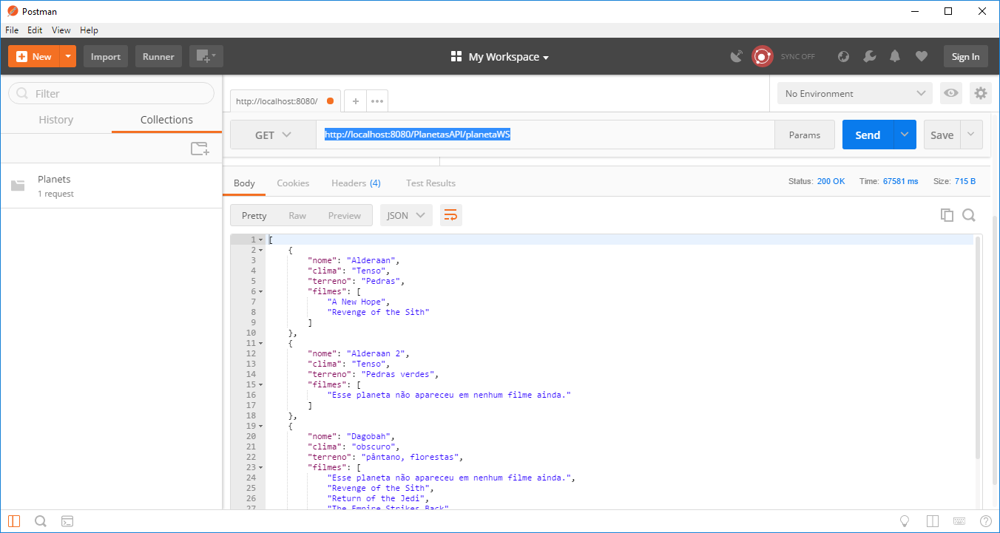 Postman
File Edit View Help
New Import Runner My Workspace SYNC OFF Sign In
Filter
History Collections
Planets
1 request
http://localhost:8080/ + ••• No Environment
GET http://localhost:8080/PlanetasAPI/planetaWS Params Send Save
Body Cookies Headers (4) Test Results Status: 200 OK Time: 67581 ms Size: 715 B
Pretty Raw Preview JSON
1 [
2 {
3 "nome": "Alderaan",
4 "clima": "Tenso",
5 "terreno": "Pedras",
6 "filmes": [
7 "A New Hope",
8 "Revenge of the Sith"
9 ]
10 },
11 {
12 "nome": "Alderaan 2",
13 "clima": "Tenso",
14 "terreno": "Pedras verdes",
15 "filmes": [
16 "Esse planeta não apareceu em nenhum filme ainda."
17 ]
18 },
19 {
20 "nome": "Dagobah",
21 "clima": "obscuro",
22 "terreno": "pântano, florestas",
23 "filmes": [
24 "Esse planeta não apareceu em nenhum filme ainda.",
25 "Revenge of the Sith",
26 "Return of the Jedi",
27 "The Empire Strikes Back"